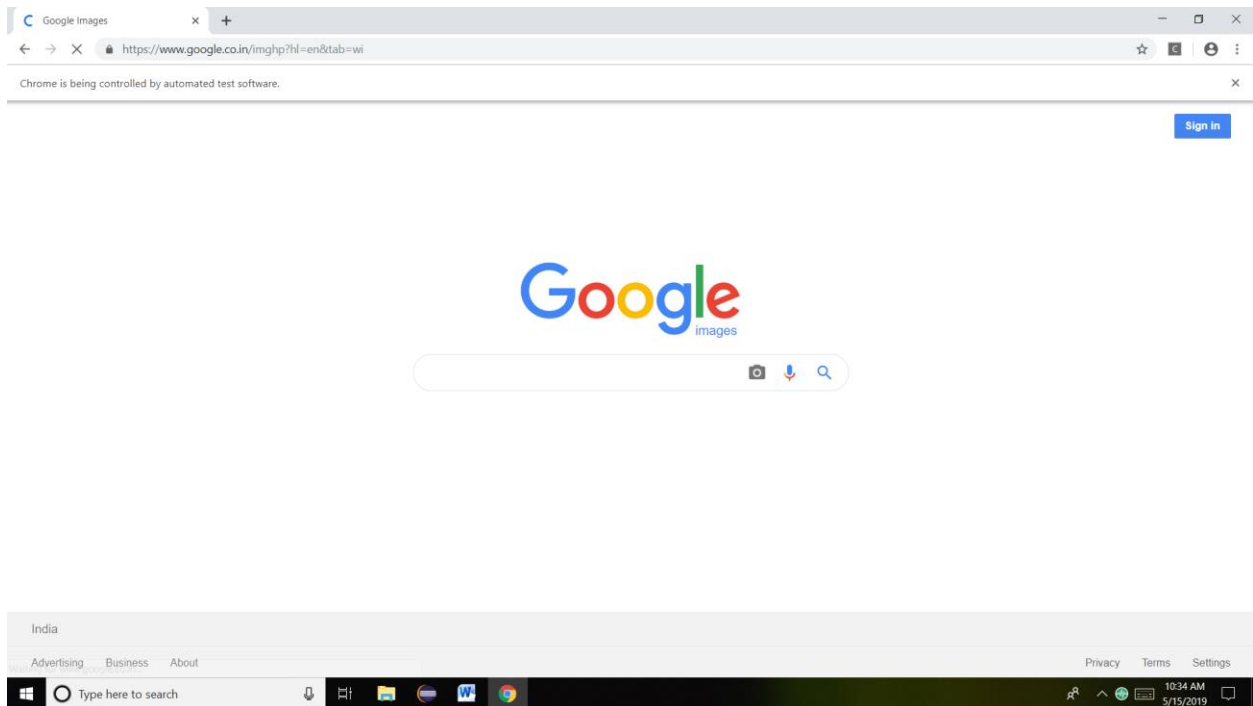 Google Images
https://www.google.co.in/imghp?hl=en&tab=wi
Chrome is being controlled by automated test software.
Sign in
Google
images
India
Advertising Business About
Privacy Terms Settings
Type here to search
10:34 AM
5/15/2019